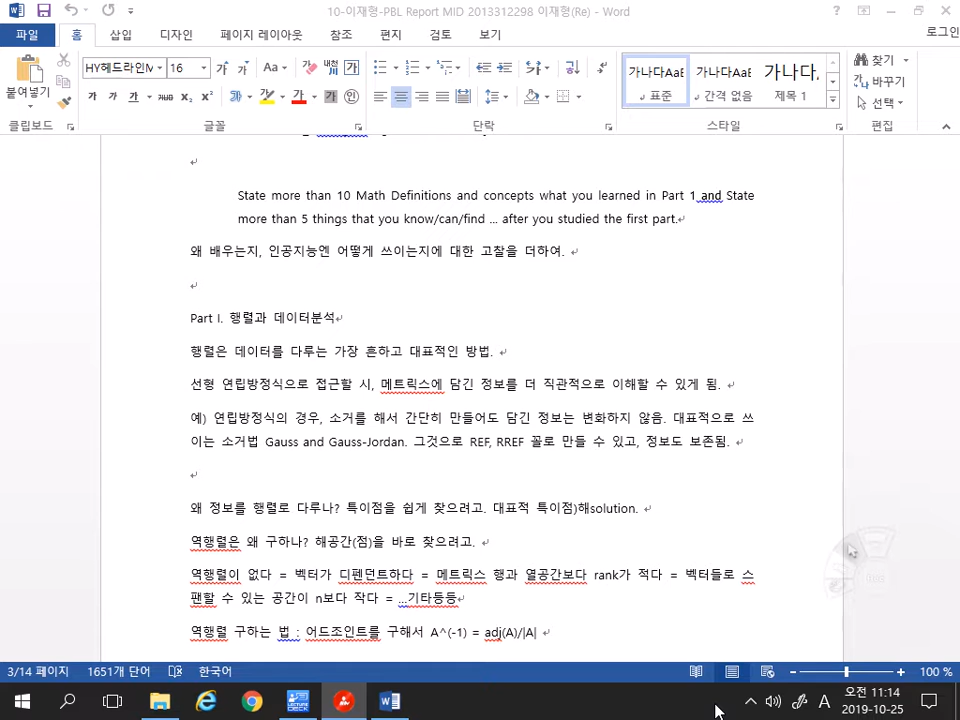 10-이재형-PBL Report MID 2013312298 이재형(Re) - Word
파일 홈 삽입 디자인 페이지 레이아웃 참조 편지 검토 보기 로그인
붙여넣기
HY헤드라인M 16
가나다AaE 가나다AaE 가나다,
표준 간격 없음 제목 1
찾기
바꾸기
선택
클립보드 글꼴 단락 스타일 편집
State more than 10 Math Definitions and concepts what you learned in Part 1 and State
more than 5 things that you know/can/find ... after you studied the first part.
왜 배우는지, 인공지능엔 어떻게 쓰이는지에 대한 고찰을 더하여.
Part I. 행렬과 데이터분석
행렬은 데이터를 다루는 가장 흔하고 대표적인 방법.
선형 연립방정식으로 접근할 시, 메트릭스에 담긴 정보를 더 직관적으로 이해할 수 있게 됨.
예) 연립방정식의 경우, 소거를 해서 간단히 만들어도 담긴 정보는 변화하지 않음. 대표적으로 쓰
이는 소거법 Gauss and Gauss-Jordan. 그것으로 REF, RREF 꼴로 만들 수 있고, 정보도 보존됨.
왜 정보를 행렬로 다루나? 특이점을 쉽게 찾으려고. 대표적 특이점)해solution.
역행렬은 왜 구하나? 해공간(점)을 바로 찾으려고.
역행렬이 없다 = 벡터가 디펜던트하다 = 메트릭스 행과 열공간보다 rank가 적다 = 벡터들로 스
팬할 수 있는 공간이 n보다 작다 = ...기타등등
역행렬 구하는 법 ; 어드조인트를 구해서 A^(-1) = adj(A)/|A|
3/14 페이지 1651개 단어 한국어 100 %
A 오전 11:14
2019-10-25